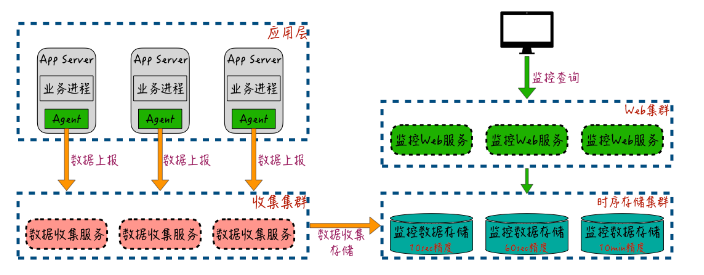 应用层
App Server
App Server
App Server
业务进程
业务进程
业务进程
Agent
Agent
Agent
数据上报
数据上报
数据上报
收集集群
数据收集服务
数据收集服务
数据收集服务
数据收集
存储
监控查询
Web集群
监控Web服务
监控Web服务
监控Web服务
时序存储集群
监控数据存储
10sec精度
监控数据存储
60sec精度
监控数据存储
10min精度